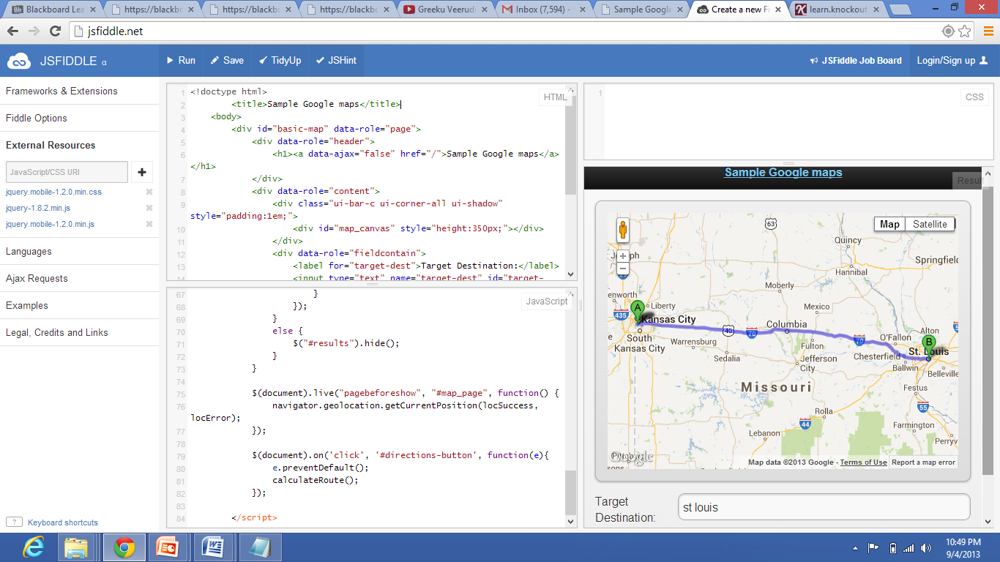 Blackboard Lea
https://blackbo
https://blackbo
https://blackbo
Greeku Veerud
Inbox (7,594) -
Sample Google
Create a new Fi
learn.knockout
jsfiddle.net
JSFIDDLE α
Run
Save
TidyUp
JSHint
JSFiddle Job Board
Login/Sign up
Frameworks & Extensions
Fiddle Options
External Resources
JavaScript/CSS URI
jquery.mobile-1.2.0.min.css
jquery-1.8.2.min.js
jquery.mobile-1.2.0.min.js
Languages
Ajax Requests
Examples
Legal, Credits and Links
? Keyboard shortcuts
HTML
1 <!doctype html>
2 <title>Sample Google maps</title>
3 <body>
4 <div id="basic-map" data-role="page">
5 <div data-role="header">
6 <h1><a data-ajax="false" href="/">Sample Google maps</a>
</h1>
7 </div>
8 <div data-role="content">
9 <div class="ui-bar-c ui-corner-all ui-shadow"
style="padding:1em;">
10 <div id="map_canvas" style="height:350px;"></div>
11 </div>
12 <div data-role="fieldcontain">
13 <label for="target-dest">Target Destination:</label>
14 <input type="text" name="target-dest" id="target-
JavaScript
67 }
68 });
69 }
70 else {
71 $("#results").hide();
72 }
73 }
74
75 $(document).live("pagebeforeshow", "#map_page", function() {
76 navigator.geolocation.getCurrentPosition(locSuccess,
locError);
77 });
78
79 $(document).on('click', '#directions-button', function(e){
80 e.preventDefault();
81 calculateRoute();
82 });
83
84 </script>
1
CSS
Sample Google maps
Result
Map
Satellite
63
Quincy
Springfield
Hannibal
Joseph
Moberly
enworth
Liberty
Mexico
435
A
Kansas City
Columbia
40
70
70
O'Fallon
Alton
B
South
Kansas City
Warrensburg
Fulton
Chesterfield
St. Louis
Sedalia
Jefferson
City
Ballwin
Belleville
Missouri
Festus
55
Rolla
44
Farmington
Lebanon
Perryv
Google
Map data ©2013 Google - Terms of Use
Report a map error
Target
Destination:
st louis
10:49 PM
9/4/2013